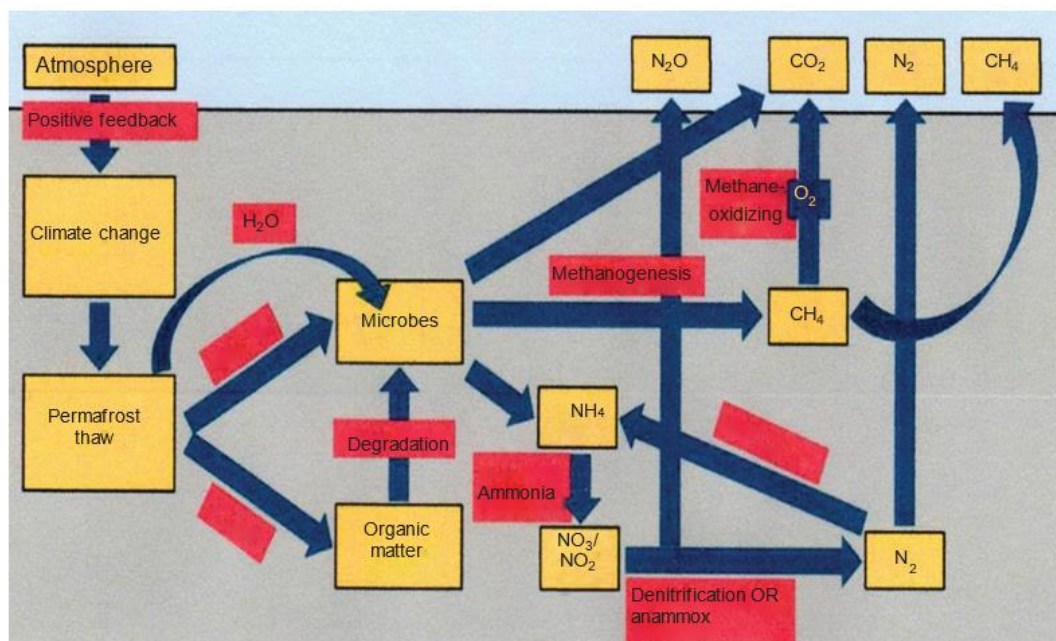 Atmosphere
N₂O
CO₂
N₂
CH₄
Positive feedback
Climate change
H₂O
Methane-
oxidizing
O₂
Methanogenesis
Microbes
CH₄
Permafrost
thaw
NH₄
Degradation
Ammonia
Organic
matter
NO₃/
NO₂
N₂
Denitrification OR
anammox